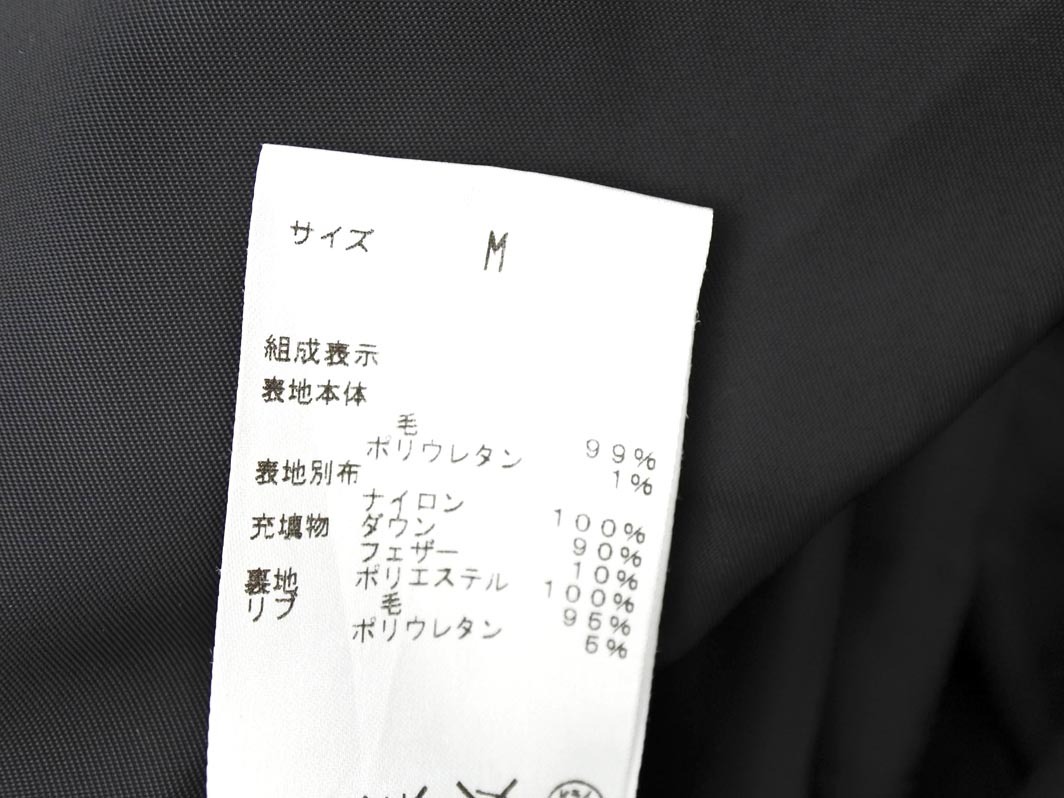 サイズ M
組成表示
表地本体
毛 99%
ポリウレタン 1%
表地別布
ナイロン 100%
充塡物 ダウン 90%
フェザー 10%
裏地 ポリエステル 100%
リブ 毛 95%
ポリウレタン 5%